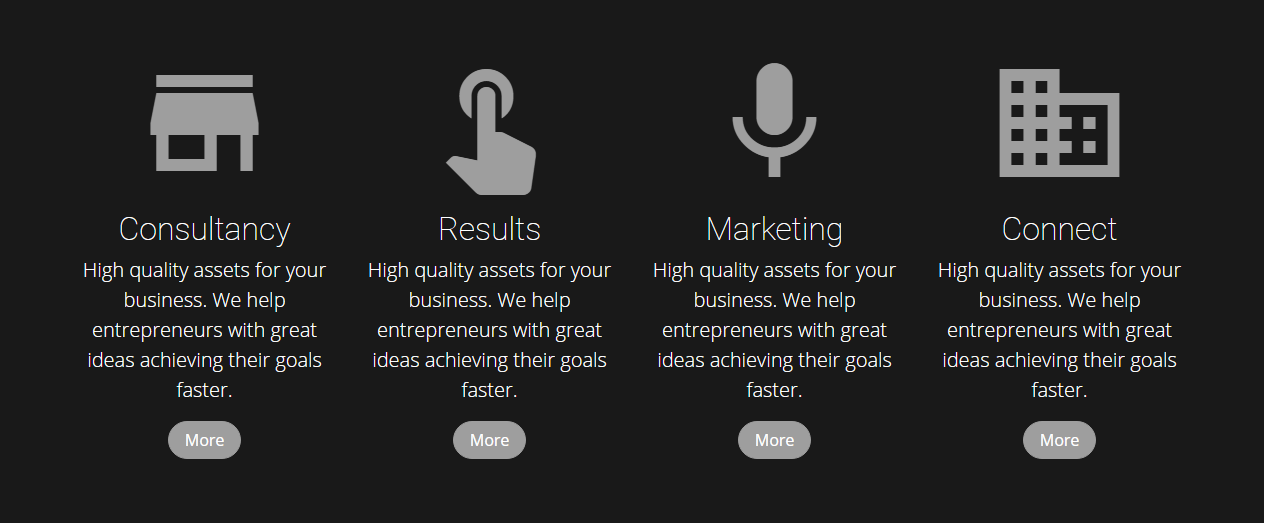 Consultancy
High quality assets for your
business. We help
entrepreneurs with great
ideas achieving their goals
faster.
More
Results
High quality assets for your
business. We help
entrepreneurs with great
ideas achieving their goals
faster.
More
Marketing
High quality assets for your
business. We help
entrepreneurs with great
ideas achieving their goals
faster.
More
Connect
High quality assets for your
business. We help
entrepreneurs with great
ideas achieving their goals
faster.
More